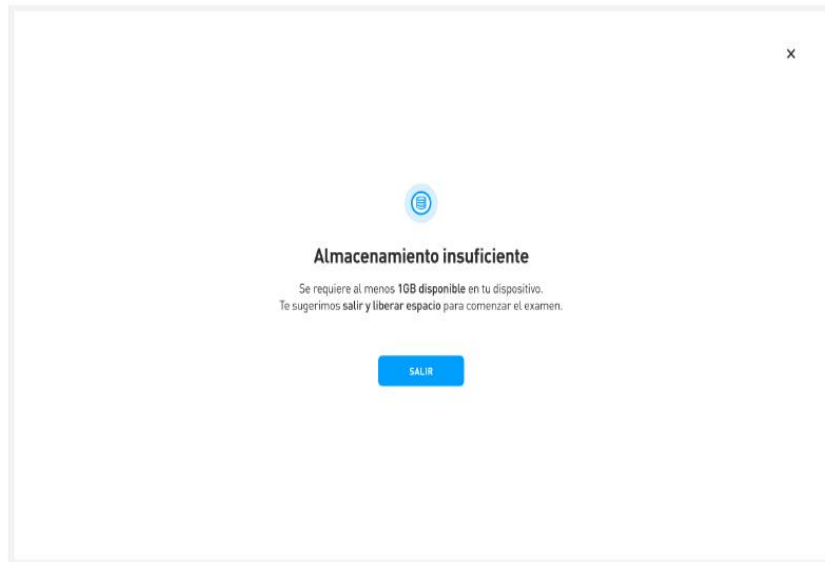 Almacenamiento insuficiente
Se requiere al menos 1GB disponible en tu dispositivo.
Te sugerimos salir y liberar espacio para comenzar el examen.
SALIR